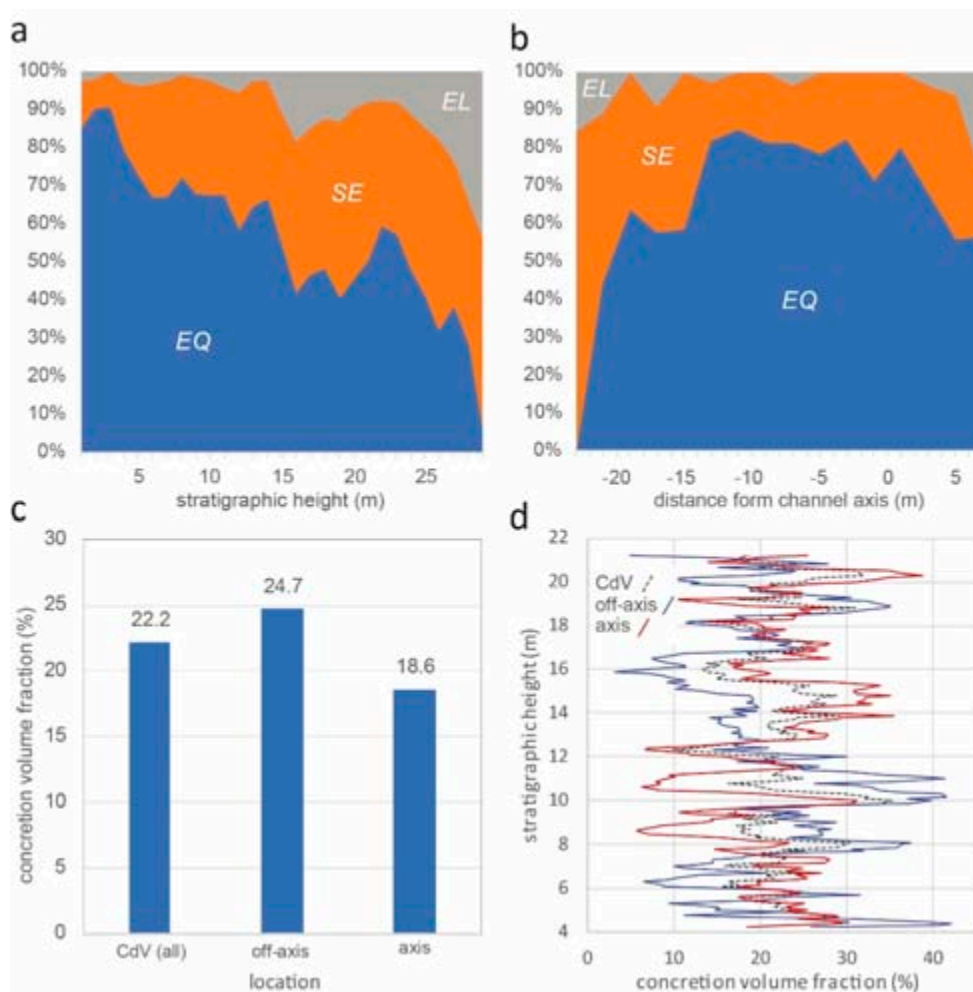 a
100%
90%
80%
70%
60%
50%
40%
30%
20%
10%
0%
EL
SE
EQ
5 10 15 20 25
stratigraphic height (m)
b
100%
90%
80%
70%
60%
50%
40%
30%
20%
10%
0%
EL
SE
EQ
-20 -15 -10 -5 0 5
distance form channel axis (m)
c
30
25
20
15
10
5
0
concretion volume fraction (%)
22.2
24.7
18.6
CdV (all) off-axis axis
location
d
22
20
18
16
14
12
10
8
6
4
stratigraphic height (m)
CdV
off-axis
axis
0 10 20 30 40
concretion volume fraction (%)